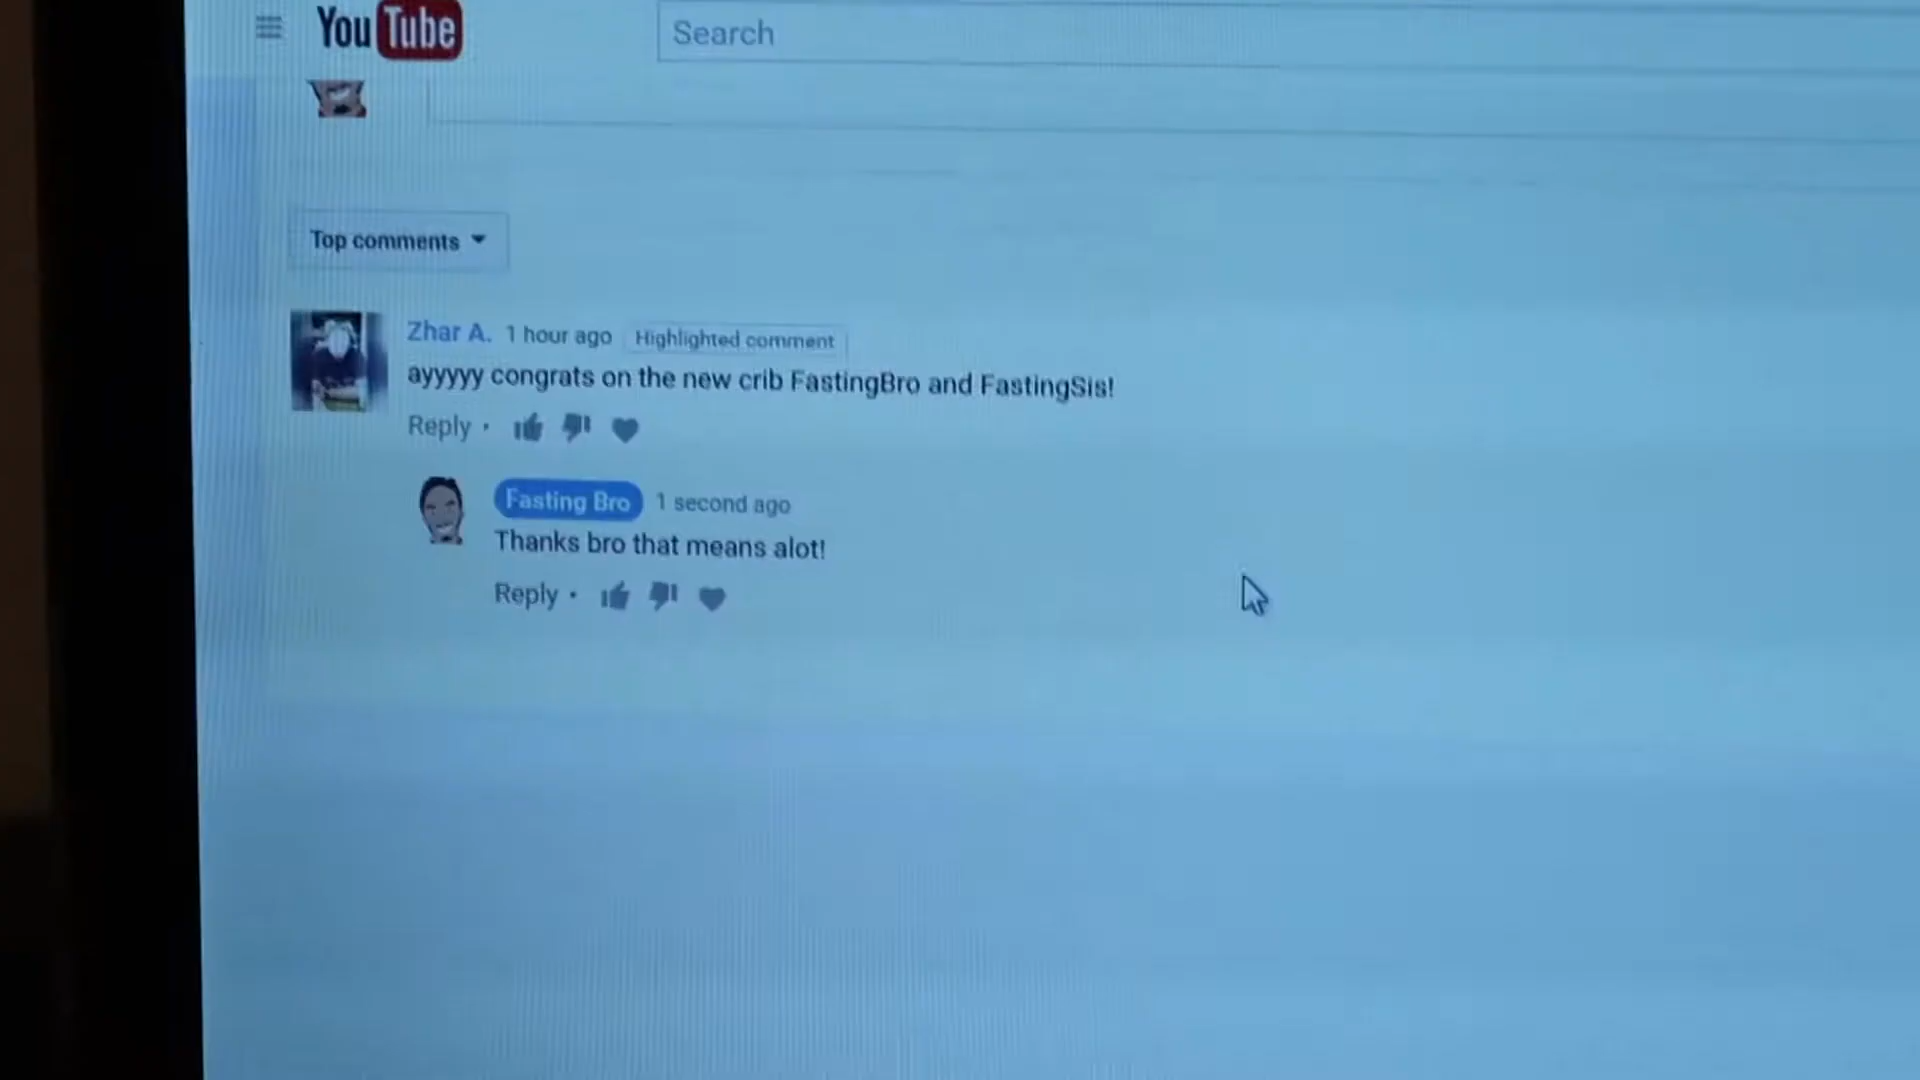 YouTube
Search
Top comments
Zhar A. 1 hour ago Highlighted comment
ayyyyy congrats on the new crib FastingBro and FastingSis!
Reply •
Fasting Bro 1 second ago
Thanks bro that means alot!
Reply •